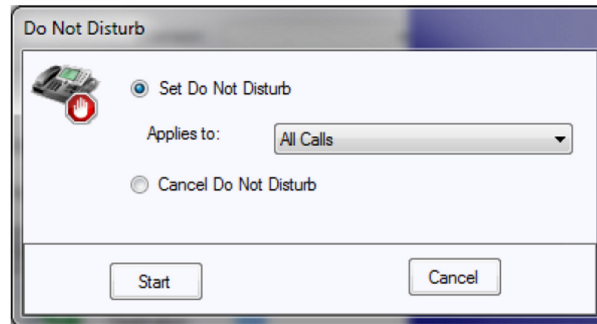 Do Not Disturb
Set Do Not Disturb
Applies to: All Calls
Cancel Do Not Disturb
Start Cancel